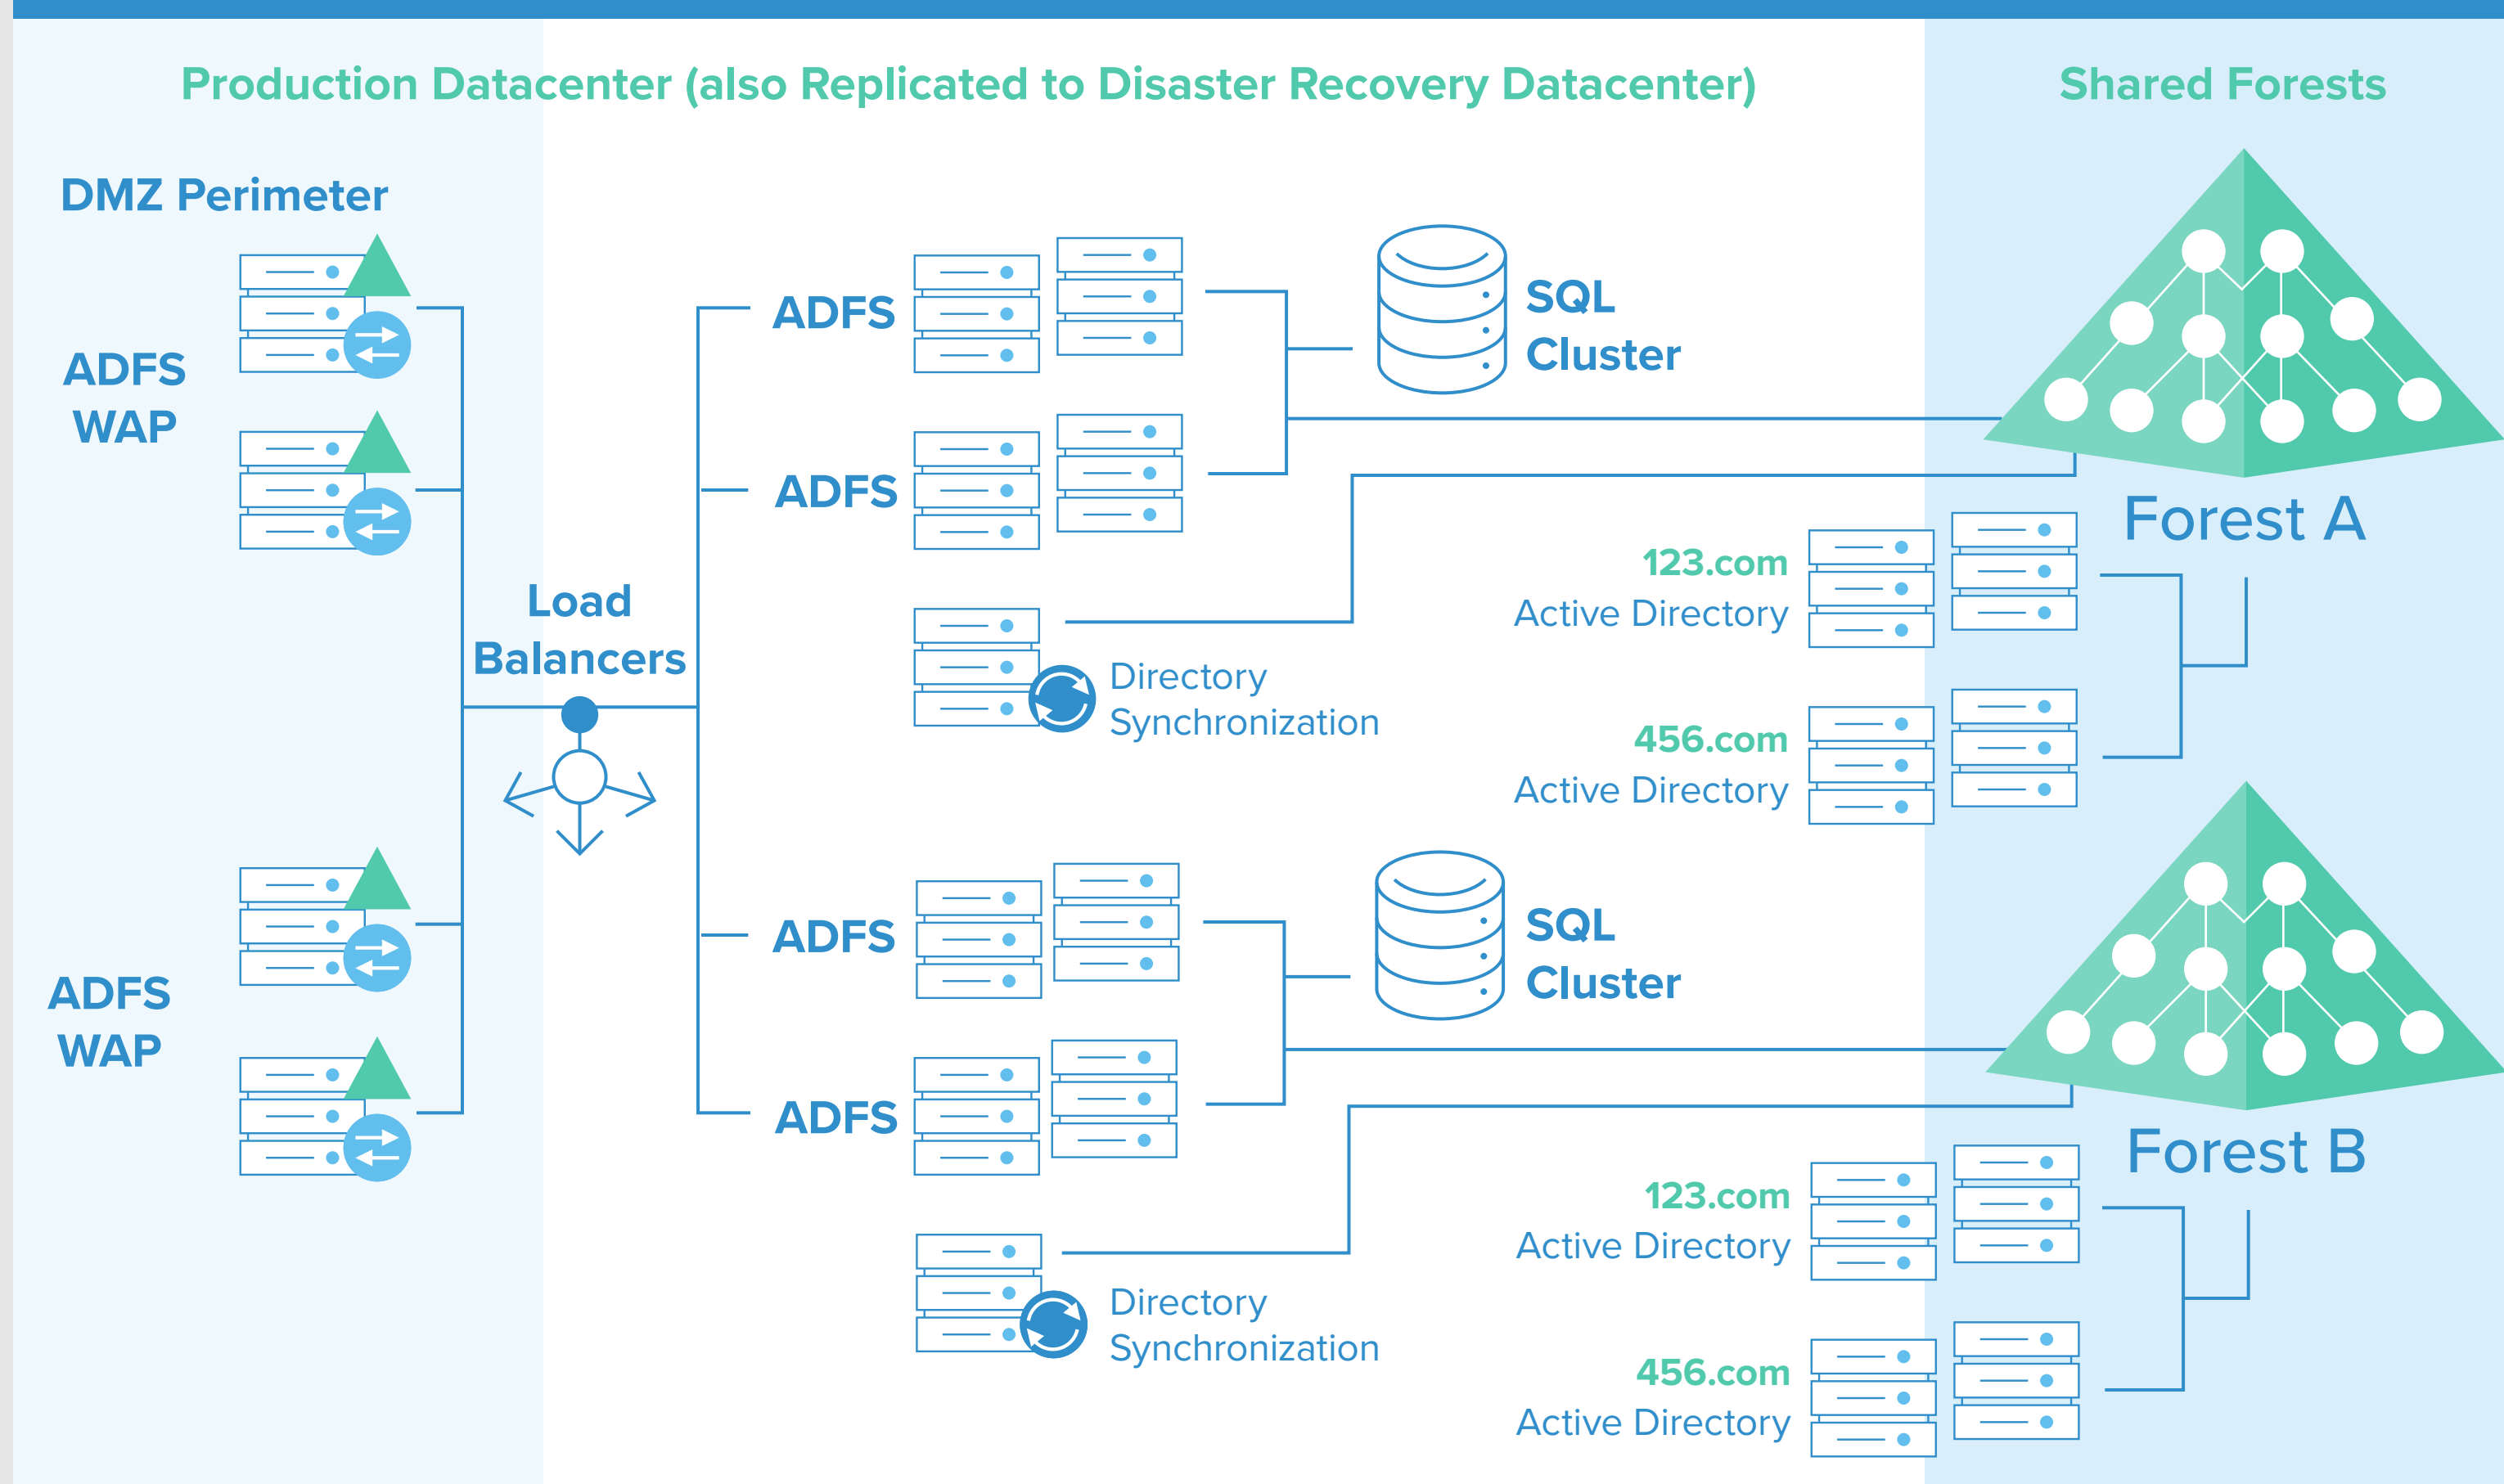 Production Datacenter (also Replicated to Disaster Recovery Datacenter)
Shared Forests
DMZ Perimeter
ADFS
WAP
Load
Balancers
ADFS
WAP
ADFS
SQL
Cluster
ADFS
Directory
Synchronization
Forest A
123.com
Active Directory
456.com
Active Directory
ADFS
SQL
Cluster
ADFS
Directory
Synchronization
Forest B
123.com
Active Directory
456.com
Active Directory